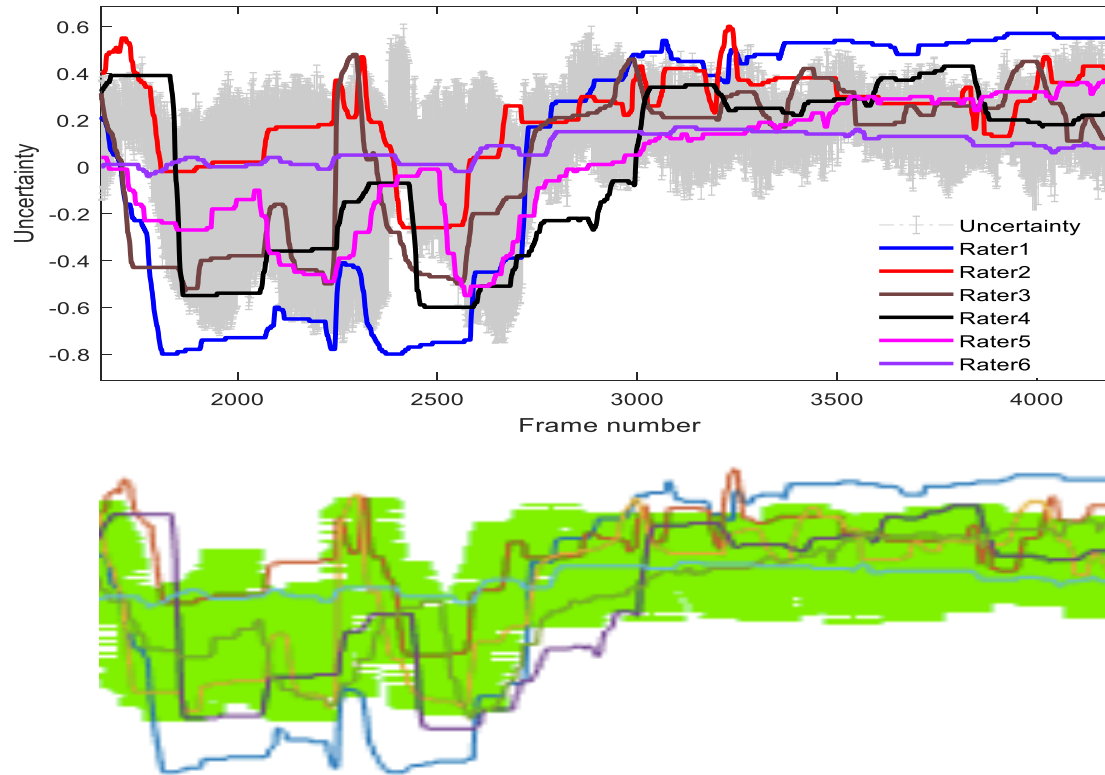 Uncertainty
0.6
0.4
0.2
0
-0.2
-0.4
-0.6
-0.8
Uncertainty
Rater1
Rater2
Rater3
Rater4
Rater5
Rater6
2000 2500 3000 3500 4000
Frame number